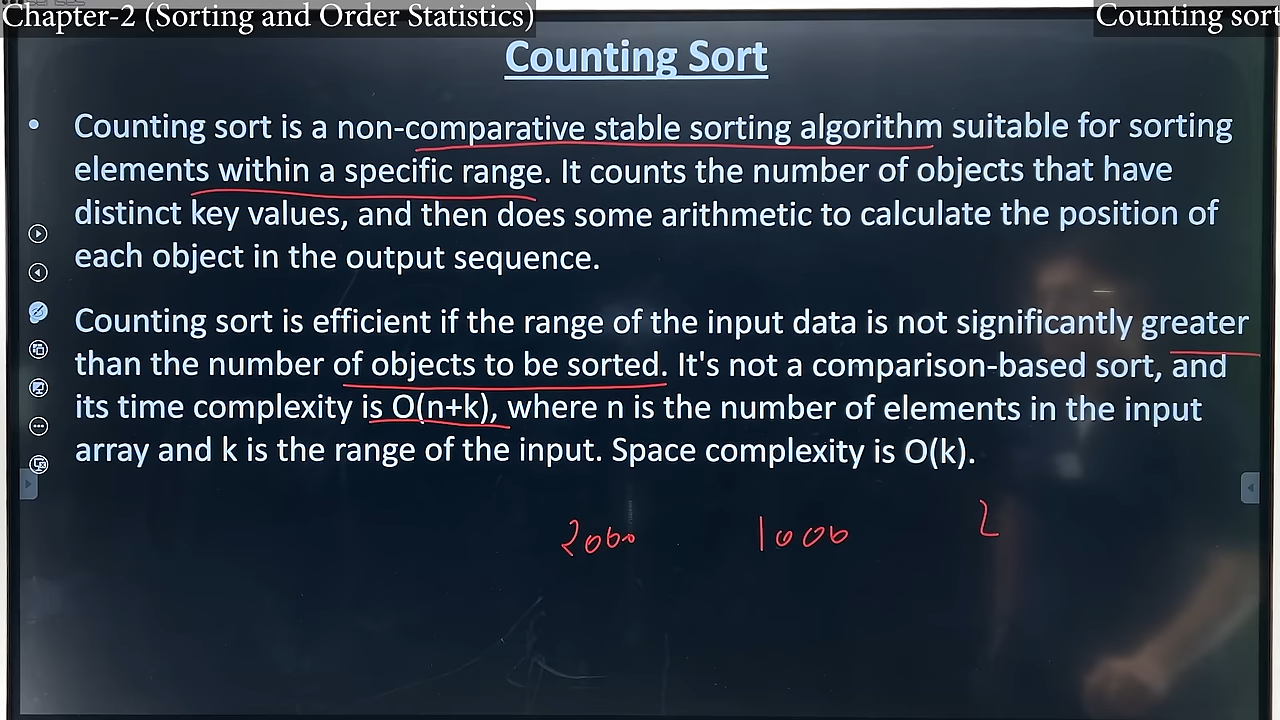 Chapter-2 (Sorting and Order Statistics)
Counting sort
Counting Sort
• Counting sort is a non-comparative stable sorting algorithm suitable for sorting
elements within a specific range. It counts the number of objects that have
distinct key values, and then does some arithmetic to calculate the position of
each object in the output sequence.
Counting sort is efficient if the range of the input data is not significantly greater
than the number of objects to be sorted. It's not a comparison-based sort, and
its time complexity is O(n+k), where n is the number of elements in the input
array and k is the range of the input. Space complexity is O(k).
2000 1000 2